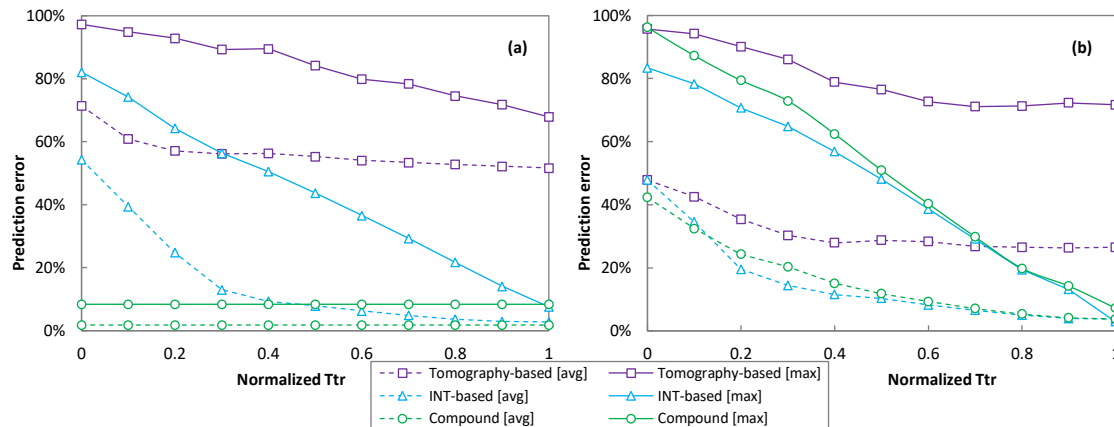 100%
80%
60%
40%
20%
0%
Prediction error
(a)
0 0.2 0.4 0.6 0.8 1
Normalized Ttr
100%
80%
60%
40%
20%
0%
Prediction error
(b)
0 0.2 0.4 0.6 0.8 1
Normalized Ttr
Tomography-based [avg] Tomography-based [max]
INT-based [avg] INT-based [max]
Compound [avg] Compound [max]